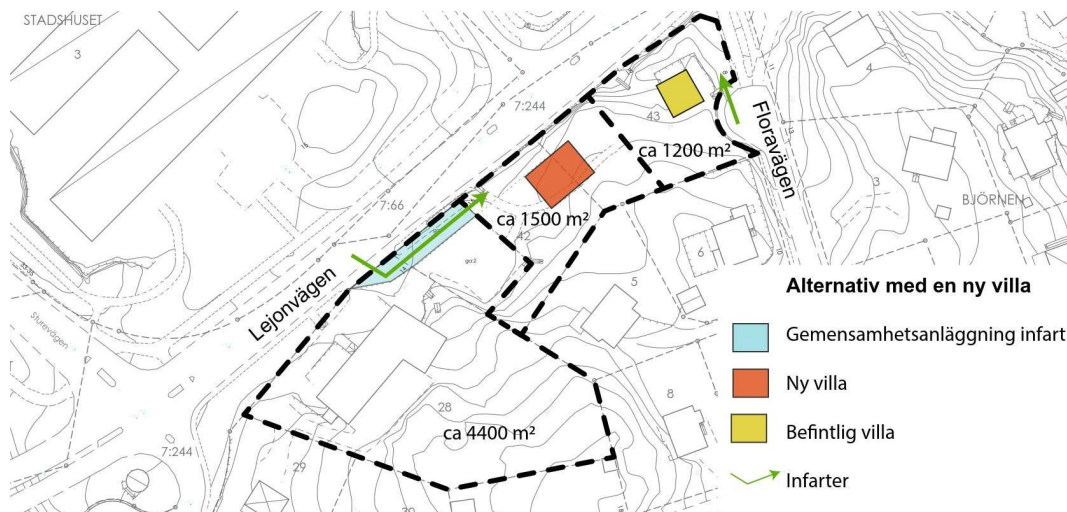 STADSHUSET
3
7:244
4
43
Floravägen
ca 1200 m²
3
BJÖRNEN
7:66
ca 1500 m²
42
6
Lejonvägen
5
Sturevägen
28
ca 4400 m²
8
7:244
29
Alternativ med en ny villa
Gemensamhetsanläggning infart
Ny villa
Befintlig villa
Infarter